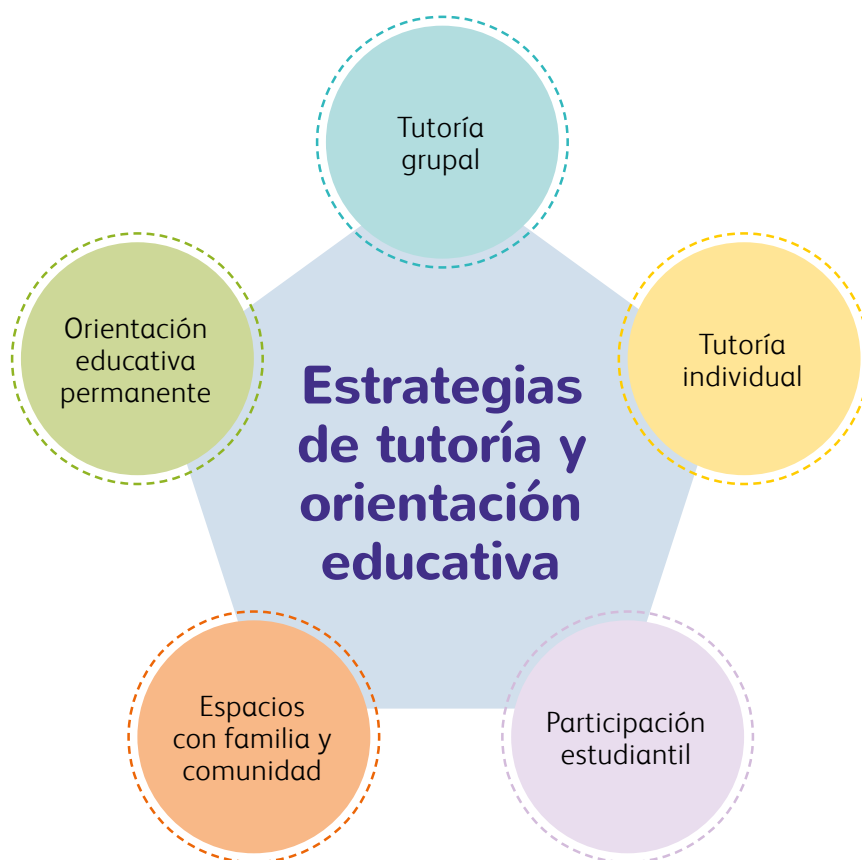 Tutoría
grupal
Orientación
educativa
permanente
Tutoría
individual
Estrategias
de tutoría y
orientación
educativa
Espacios
con familia y
comunidad
Participación
estudiantil